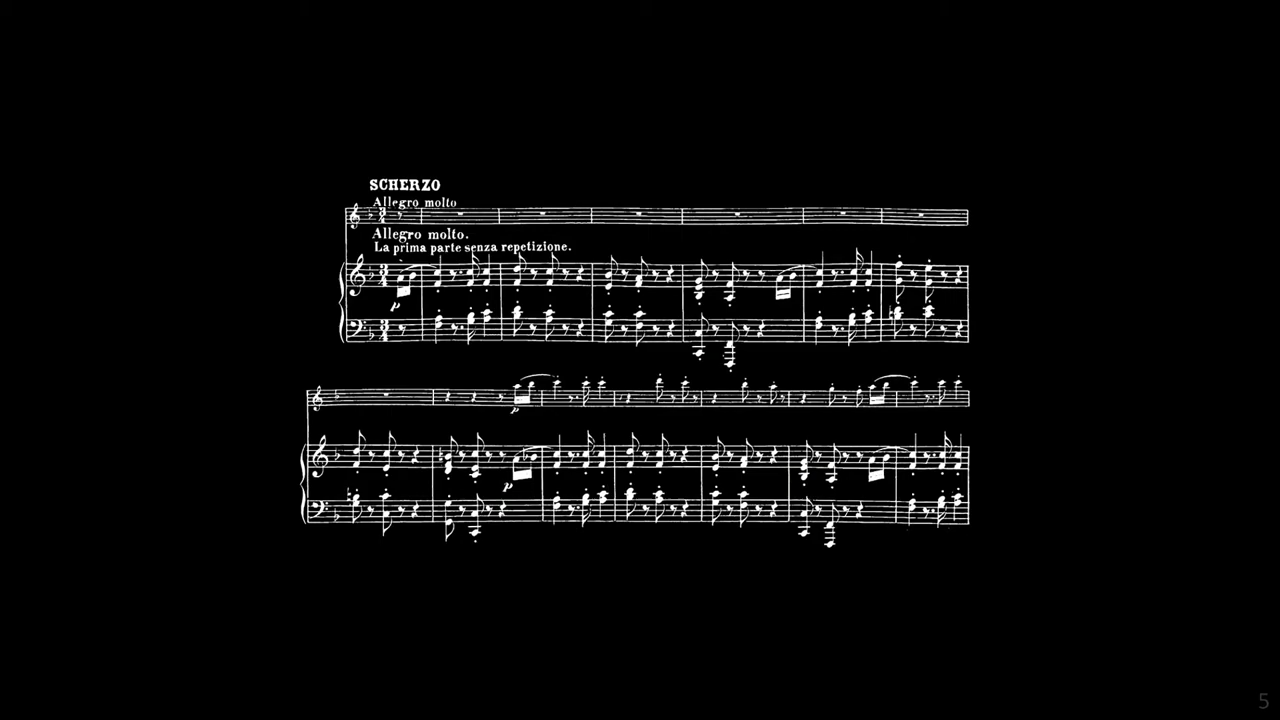 SCHERZO
Allegro molto
Allegro molto.
La prima parte senza repetizione.
p
p
p
5